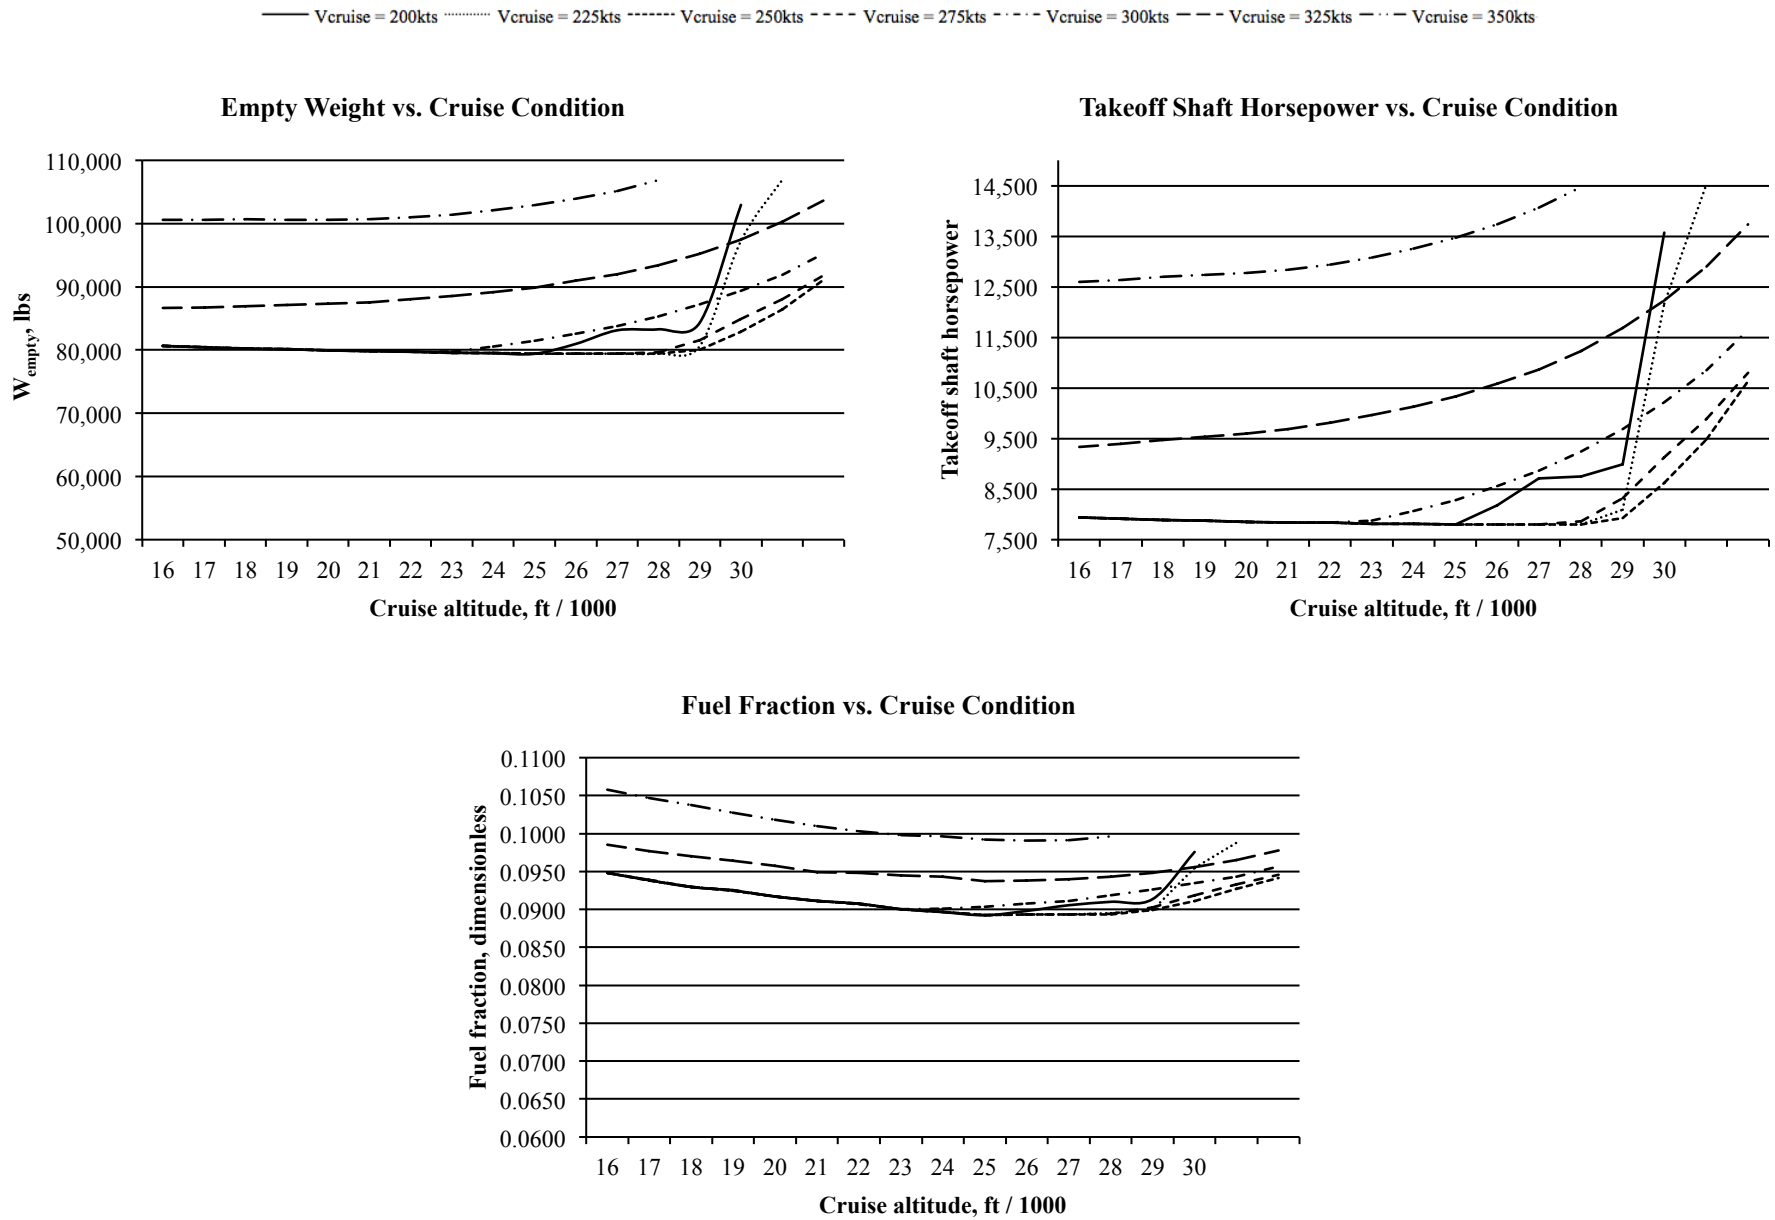 Vcruise = 200kts Vcruise = 225kts Vcruise = 250kts Vcruise = 275kts Vcruise = 300kts Vcruise = 325kts Vcruise = 350kts
Empty Weight vs. Cruise Condition
110,000
100,000
90,000
80,000
70,000
60,000
50,000
Wempty, lbs
16 17 18 19 20 21 22 23 24 25 26 27 28 29 30
Cruise altitude, ft / 1000
Takeoff Shaft Horsepower vs. Cruise Condition
14,500
13,500
12,500
11,500
10,500
9,500
8,500
7,500
Takeoff shaft horsepower
16 17 18 19 20 21 22 23 24 25 26 27 28 29 30
Cruise altitude, ft / 1000
Fuel Fraction vs. Cruise Condition
0.1100
0.1050
0.1000
0.0950
0.0900
0.0850
0.0800
0.0750
0.0700
0.0650
0.0600
Fuel fraction, dimensionless
16 17 18 19 20 21 22 23 24 25 26 27 28 29 30
Cruise altitude, ft / 1000